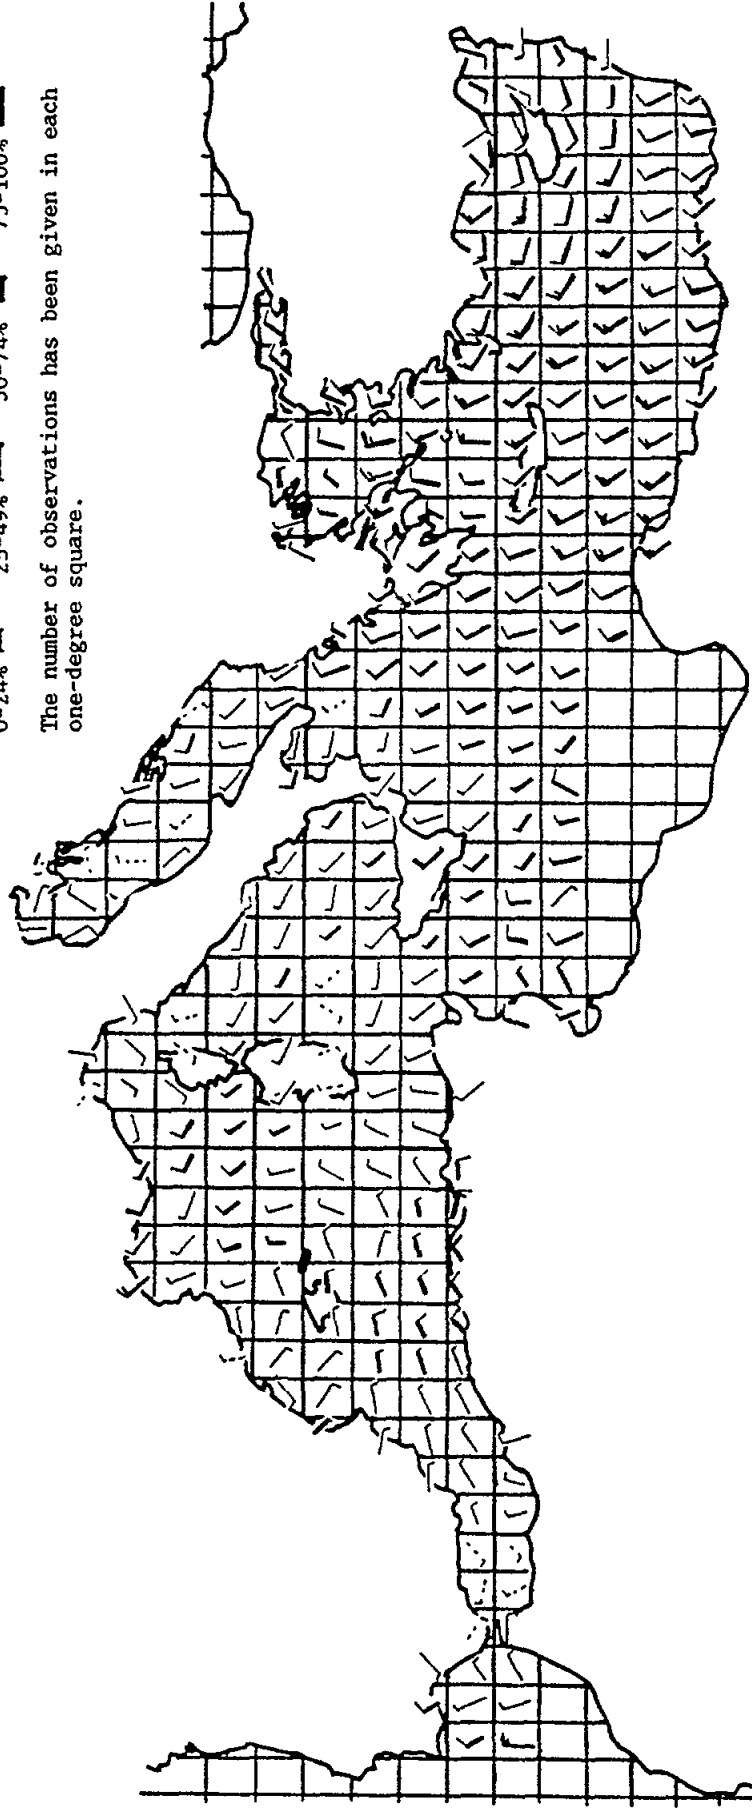 0-24% 25-49% 50-74% 75-100%
The number of observations has been given in each
one-degree square.